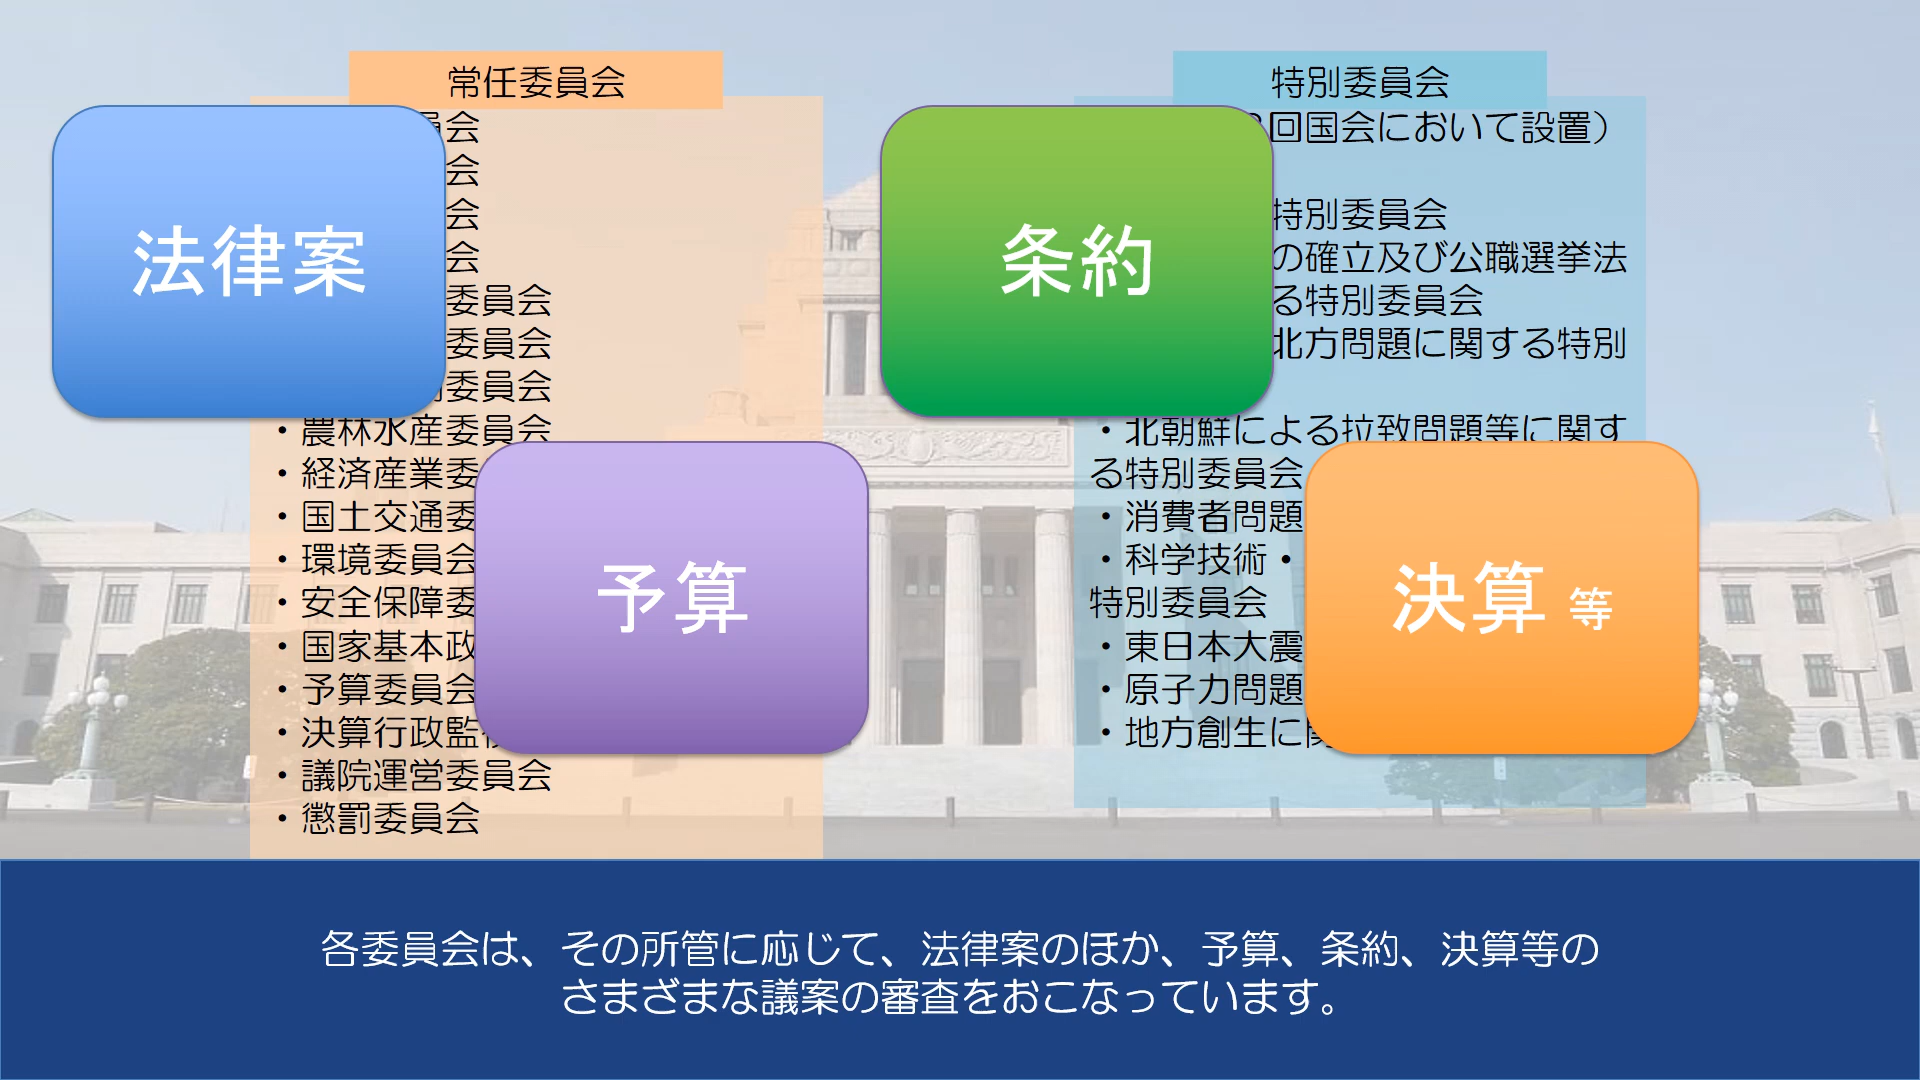 常任委員会
員会
会
会
会
委員会
委員会
委員会
・農林水産委員会
・経済産業委
・国土交通委
・環境委員会
・安全保障委
・国家基本政
・予算委員会
・決算行政監
・議院運営委員会
・懲罰委員会
特別委員会
回国会において設置）
特別委員会
の確立及び公職選挙法
る特別委員会
北方問題に関する特別
・北朝鮮による拉致問題等に関す
る特別委員会
・消費者問題
・科学技術・
特別委員会
・東日本大震
・原子力問題
・地方創生に
法律案
条約
予算
決算 等
各委員会は、その所管に応じて、法律案のほか、予算、条約、決算等の
さまざまな議案の審査をおこなっています。